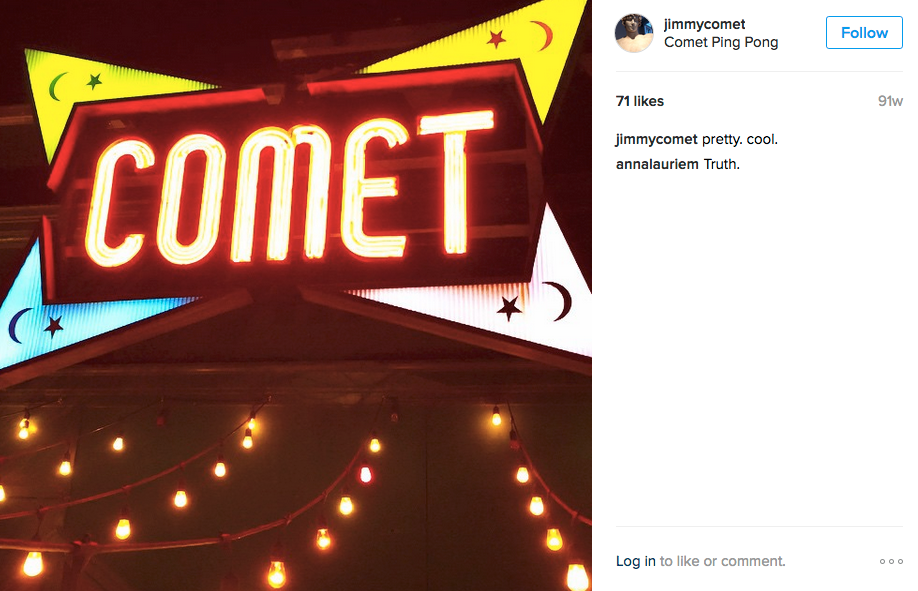 COMET
jimmycomet
Comet Ping Pong
Follow
71 likes
91w
jimmycomet pretty. cool.
annalauriem Truth.
Log in to like or comment.